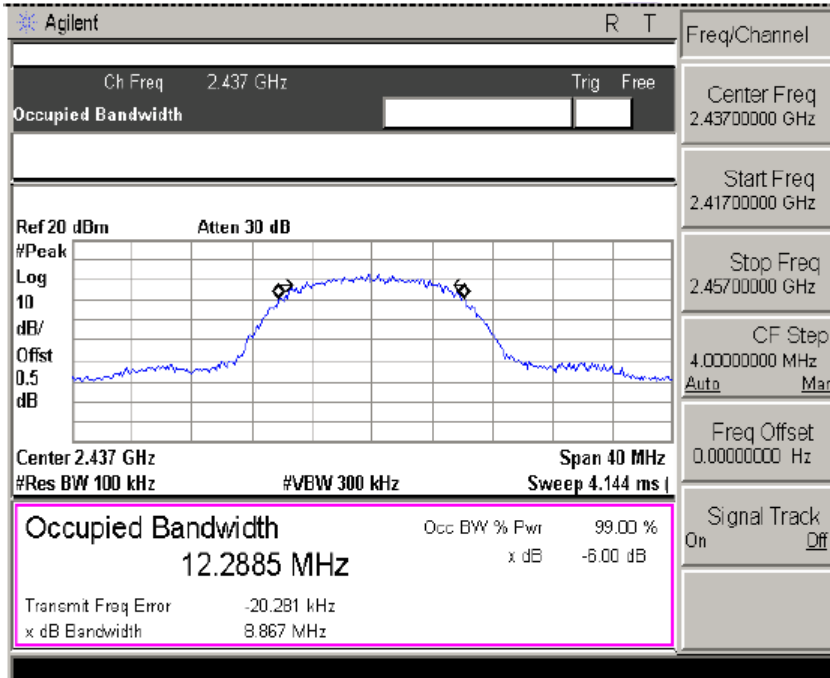 Agilent R T
Ch Freq 2.437 GHz Trig Free
Occupied Bandwidth
Ref 20 dBm Atten 30 dB
#Peak
Log
10
dB/
Offst
0.5
dB
Center 2.437 GHz Span 40 MHz
#Res BW 100 kHz #VBW 300 kHz Sweep 4.144 ms (
Occupied Bandwidth
12.2885 MHz
Occ BW % Pwr 99.00 %
x dB -6.00 dB
Transmit Freq Error -20.281 kHz
x dB Bandwidth 8.867 MHz
Freq/Channel
Center Freq
2.43700000 GHz
Start Freq
2.41700000 GHz
Stop Freq
2.45700000 GHz
CF Step
4.00000000 MHz
Auto Man
Freq Offset
0.00000000 Hz
Signal Track
On Off